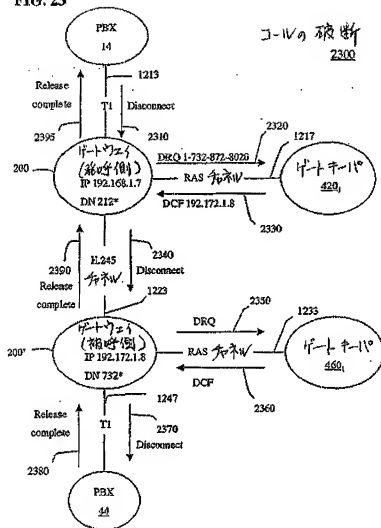 FIG. 23
コールの破断
2300
PBX
14
1213
Release
complete
T1
Disconnect
2395
2310
2320
ゲートウェイ
(発呼側)
IP 192.168.1.7
DN 212*
200
DRQ 1-732-872-8020
1217
RAS チャネル
ゲートキーパ
420₁
DCF 192.172.1.8
2330
2390
2340
H.245
チャネル
Release
complete
Disconnect
1223
2350
ゲートウェイ
(被呼側)
IP 192.172.1.8
DN 732*
200'
DRQ
1233
RAS チャネル
ゲートキーパ
460₁
DCF
2360
1247
Release
complete
T1
2370
Disconnect
2380
PBX
44